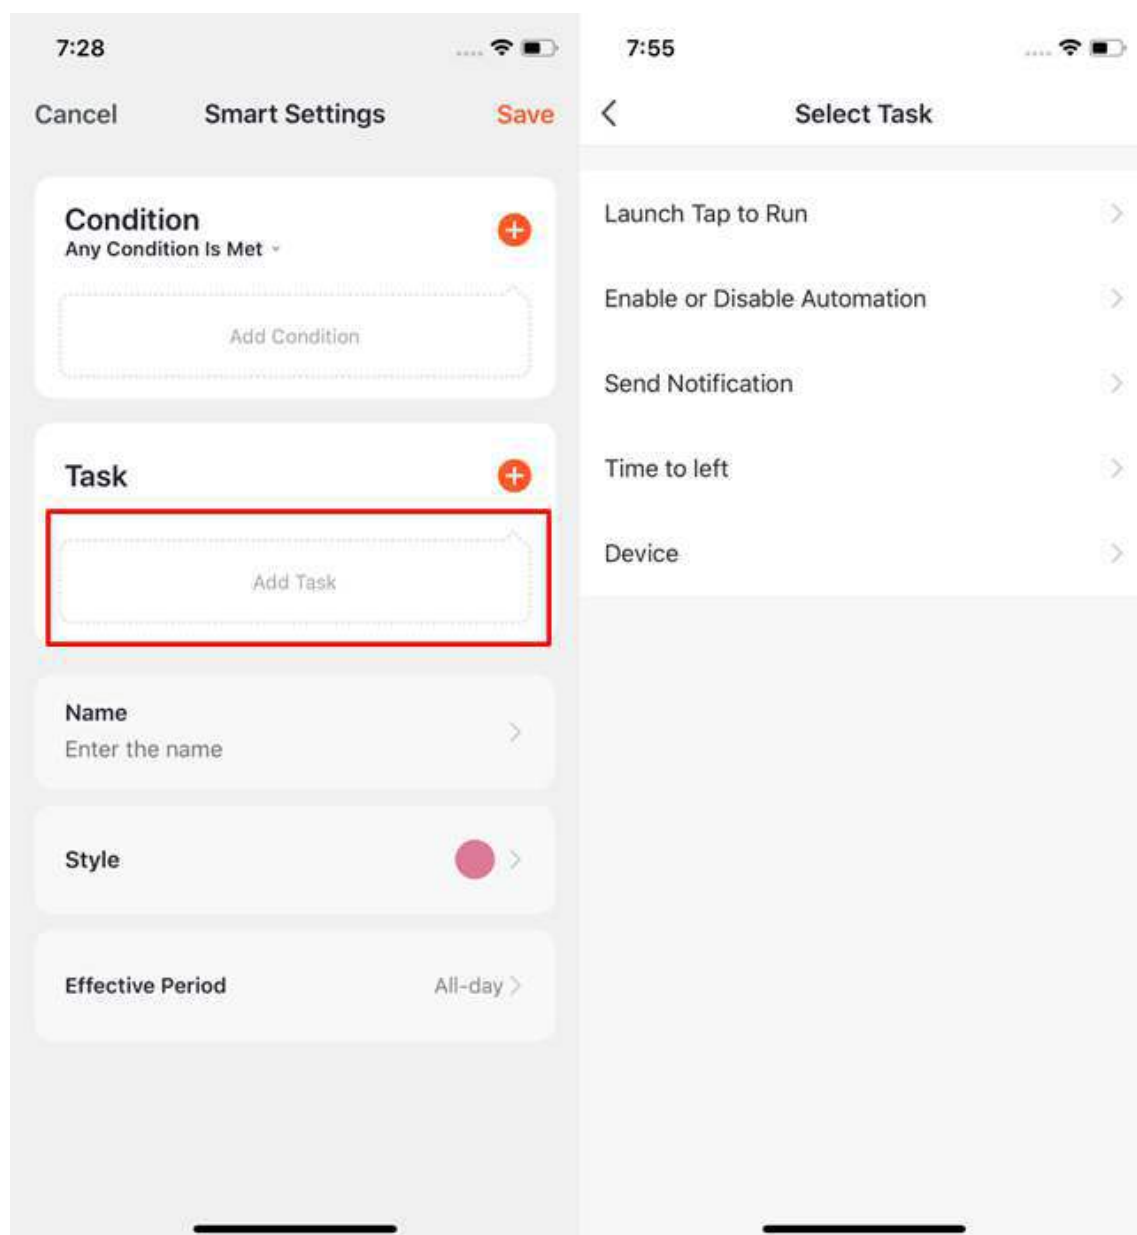 7:28
Cancel Smart Settings Save
Condition
Any Condition Is Met
Add Condition
Task
Add Task
Name
Enter the name
Style
Effective Period All-day
7:55
Select Task
Launch Tap to Run
Enable or Disable Automation
Send Notification
Time to left
Device